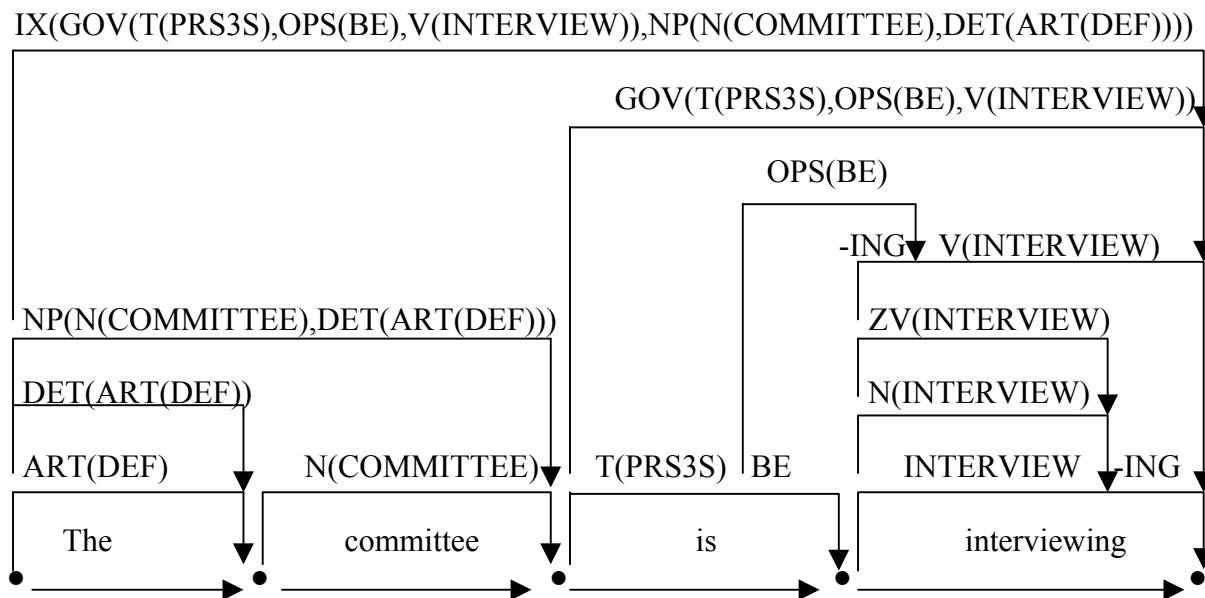 IX(GOV(T(PRS3S),OPS(BE),V(INTERVIEW)),NP(N(COMMITTEE),DET(ART(DEF))))
GOV(T(PRS3S),OPS(BE),V(INTERVIEW))
OPS(BE)
-ING V(INTERVIEW)
NP(N(COMMITTEE),DET(ART(DEF))) ZV(INTERVIEW)
DET(ART(DEF)) N(INTERVIEW)
ART(DEF) N(COMMITTEE) T(PRS3S) BE INTERVIEW -ING
The committee is interviewing